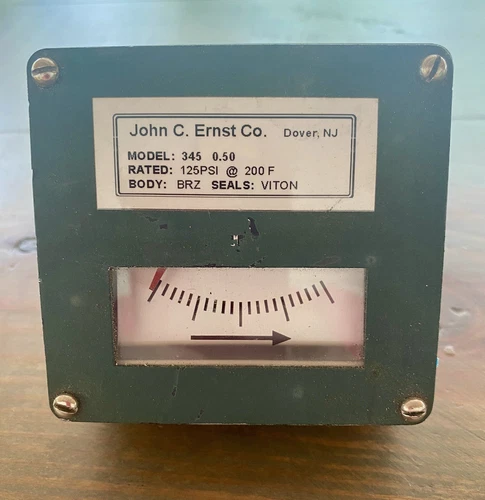 John C. Ernst Co. Dover, NJ
MODEL: 345 0.50
RATED: 125PSI @ 200 F
BODY: BRZ SEALS: VITON